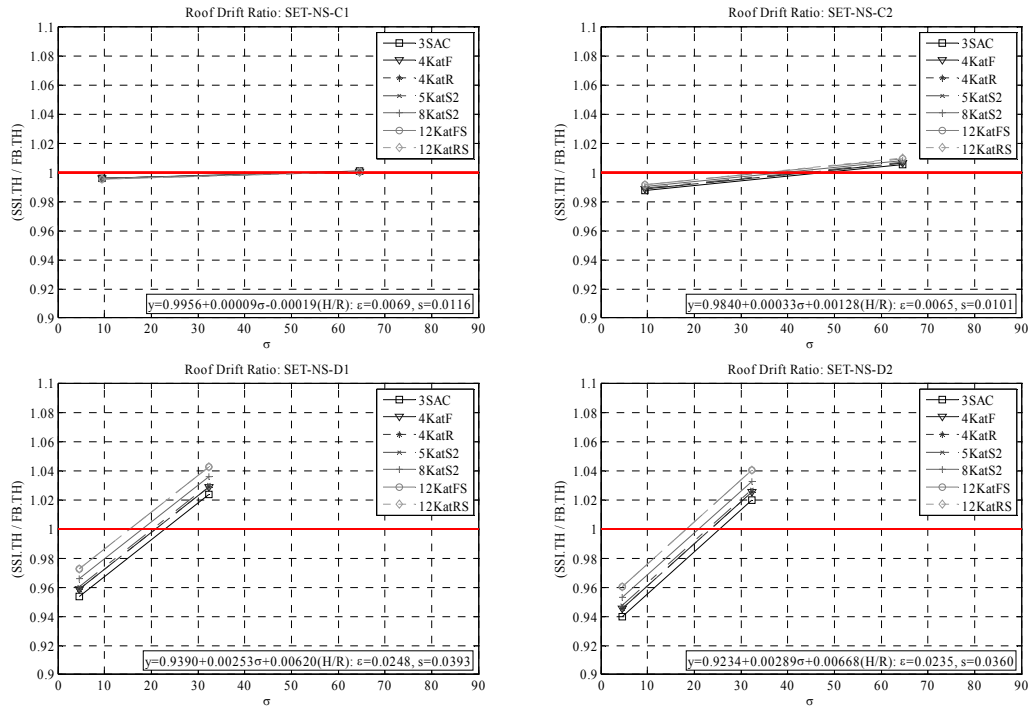 Roof Drift Ratio: SET-NS-C1
(SSI.TH / FB.TH)
1.1
1.08
1.06
1.04
1.02
1
0.98
0.96
0.94
0.92
0.9
3SAC
4KatF
4KatR
5KatS2
8KatS2
12KatFS
12KatRS
y=0.9956+0.00009σ-0.00019(H/R): ε=0.0069, s=0.0116
0 10 20 30 40 50 60 70 80 90
σ
Roof Drift Ratio: SET-NS-C2
(SSI.TH / FB.TH)
1.1
1.08
1.06
1.04
1.02
1
0.98
0.96
0.94
0.92
0.9
3SAC
4KatF
4KatR
5KatS2
8KatS2
12KatFS
12KatRS
y=0.9840+0.00033σ+0.00128(H/R): ε=0.0065, s=0.0101
0 10 20 30 40 50 60 70 80 90
σ
Roof Drift Ratio: SET-NS-D1
(SSI.TH / FB.TH)
1.1
1.08
1.06
1.04
1.02
1
0.98
0.96
0.94
0.92
0.9
3SAC
4KatF
4KatR
5KatS2
8KatS2
12KatFS
12KatRS
y=0.9390+0.00253σ+0.00620(H/R): ε=0.0248, s=0.0393
0 10 20 30 40 50 60 70 80 90
σ
Roof Drift Ratio: SET-NS-D2
(SSI.TH / FB.TH)
1.1
1.08
1.06
1.04
1.02
1
0.98
0.96
0.94
0.92
0.9
3SAC
4KatF
4KatR
5KatS2
8KatS2
12KatFS
12KatRS
y=0.9234+0.00289σ+0.00668(H/R): ε=0.0235, s=0.0360
0 10 20 30 40 50 60 70 80 90
σ